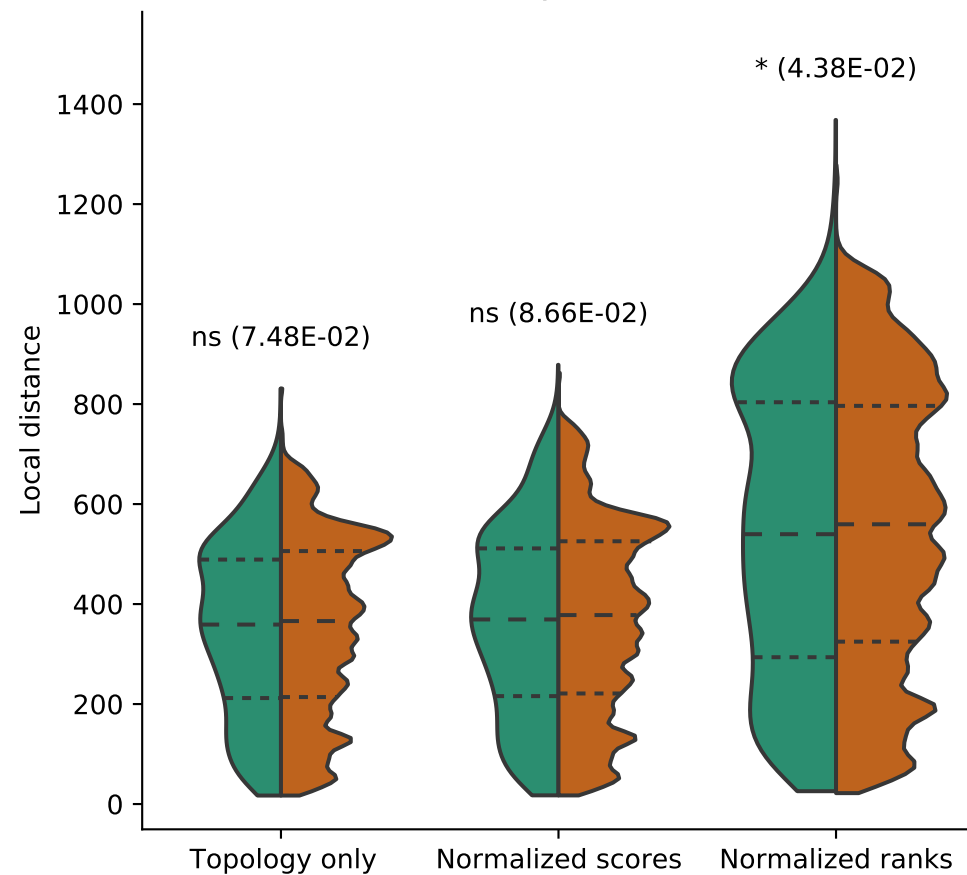 * (4.38E-02)
1400
1200
1000
ns (8.66E-02)
ns (7.48E-02)
800
600
400
200
0
Local distance
Topology only
Normalized scores
Normalized ranks